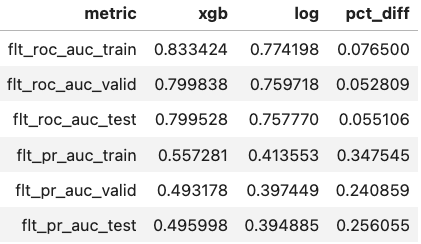 metric xgb log pct_diff
flt_roc_auc_train 0.833424 0.774198 0.076500
flt_roc_auc_valid 0.799838 0.759718 0.052809
flt_roc_auc_test 0.799528 0.757770 0.055106
flt_pr_auc_train 0.557281 0.413553 0.347545
flt_pr_auc_valid 0.493178 0.397449 0.240859
flt_pr_auc_test 0.495998 0.394885 0.256055